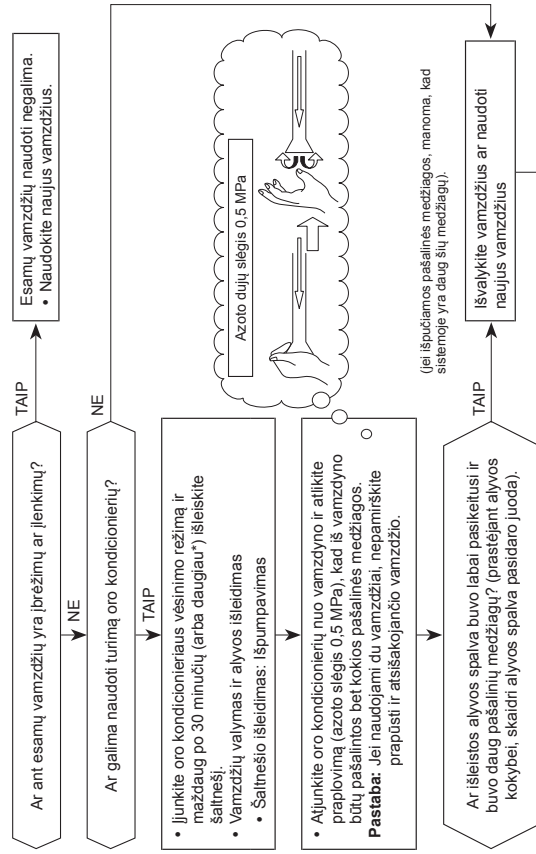 Ar ant esamų vamzdžių yra įbrėžimų ar įlenkimų?
TAIP
Esamų vamzdžių naudoti negalima.
• Naudokite naujus vamzdžius.
NE
Ar galima naudoti turimą oro kondicionierių?
NE
TAIP
• Įjunkite oro kondicionieriaus vėsinimo režimą ir
maždaug po 30 minučių (arba daugiau*) išleiskite
šaltnešį.
• Vamzdžių valymas ir alyvos išleidimas
• Šaltnešio išleidimas: Išpumpavimas
Azoto dujų slėgis 0,5 MPa
• Atjunkite oro kondicionierių nuo vamzdyno ir atlikite
praplovimą (azoto slėgis 0,5 MPa), kad iš vamzdyno
būtų pašalintos bet kokios pašalinės medžiagos.
Pastaba: Jei naudojami du vamzdžiai, nepamirškite
prapūsti ir atsišakojančio vamzdžio.
(jei išpučiamos pašalinės medžiagos, manoma, kad
sistemoje yra daug šių medžiagų).
Ar išleistos alyvos spalva buvo labai pasikeitusi ir
buvo daug pašalinių medžiagų? (prastėjant alyvos
kokybei, skaidri alyvos spalva pasidaro juoda).
TAIP
Išvalykite vamzdžius ar naudoti
naujus vamzdžius